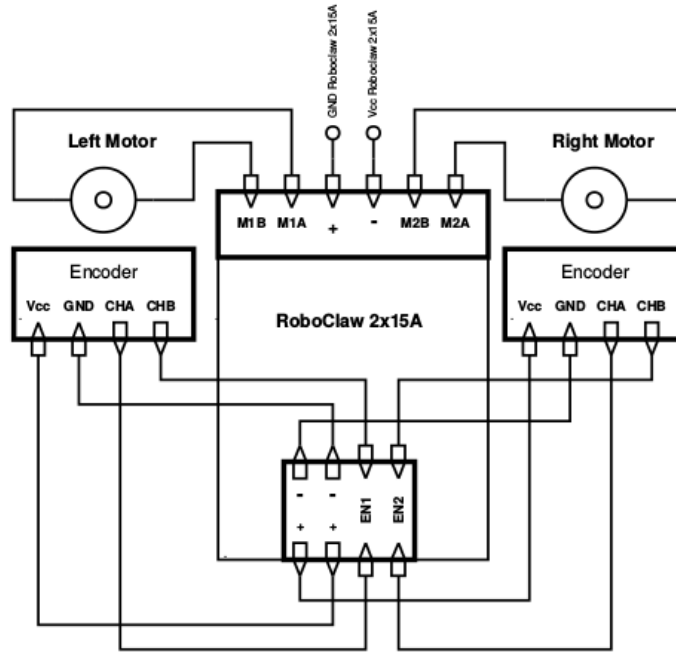 GND Roboclaw 2x15A
Vcc Roboclaw 2x15A
Left Motor
Right Motor
M1B M1A + - M2B M2A
Encoder
Encoder
Vcc GND CHA CHB
Vcc GND CHA CHB
RoboClaw 2x15A
- - EN1 EN2
+ +